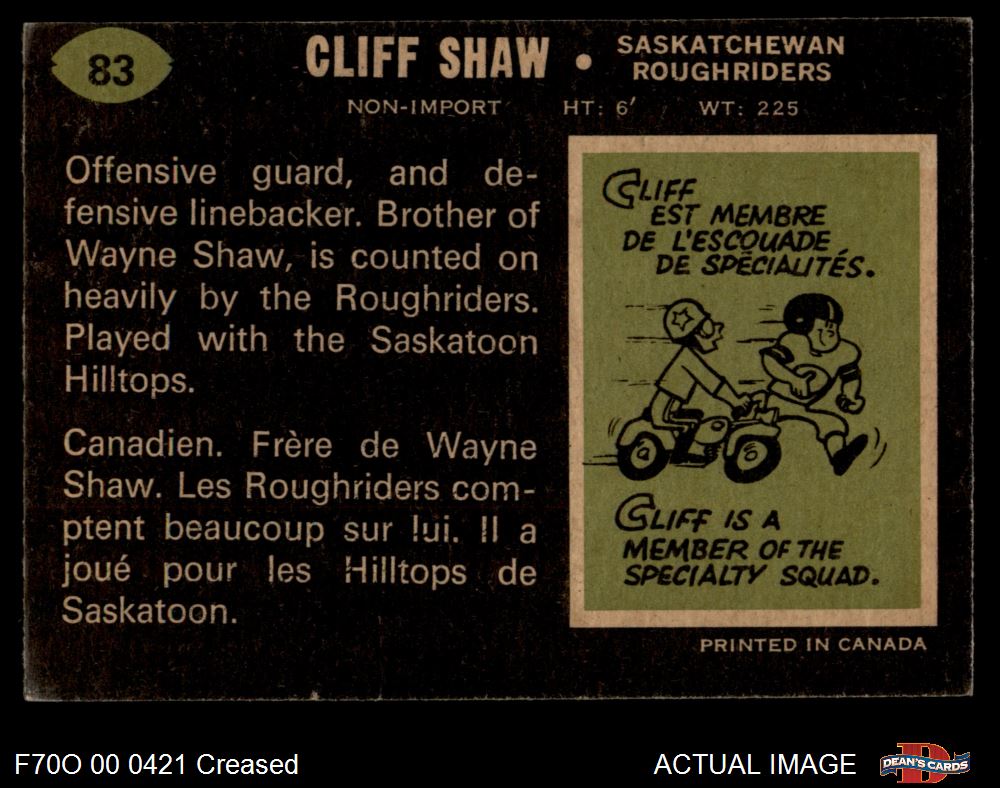 83
CLIFF SHAW • SASKATCHEWAN
ROUGHRIDERS
NON-IMPORT HT: 6′ WT: 225
Offensive guard, and de-
fensive linebacker. Brother of
Wayne Shaw, is counted on
heavily by the Roughriders.
Played with the Saskatoon
Hilltops.
Canadien. Frère de Wayne
Shaw. Les Roughriders com-
ptent beaucoup sur lui. Il a
joué pour les Hilltops de
Saskatoon.
CLIFF
EST MEMBRE
DE L'ESCOUADE
DE SPÉCIALITÉS.
CLIFF IS A
MEMBER OF THE
SPECIALTY SQUAD.
PRINTED IN CANADA
F70O 00 0421 Creased
ACTUAL IMAGE
DEAN'S CARDS